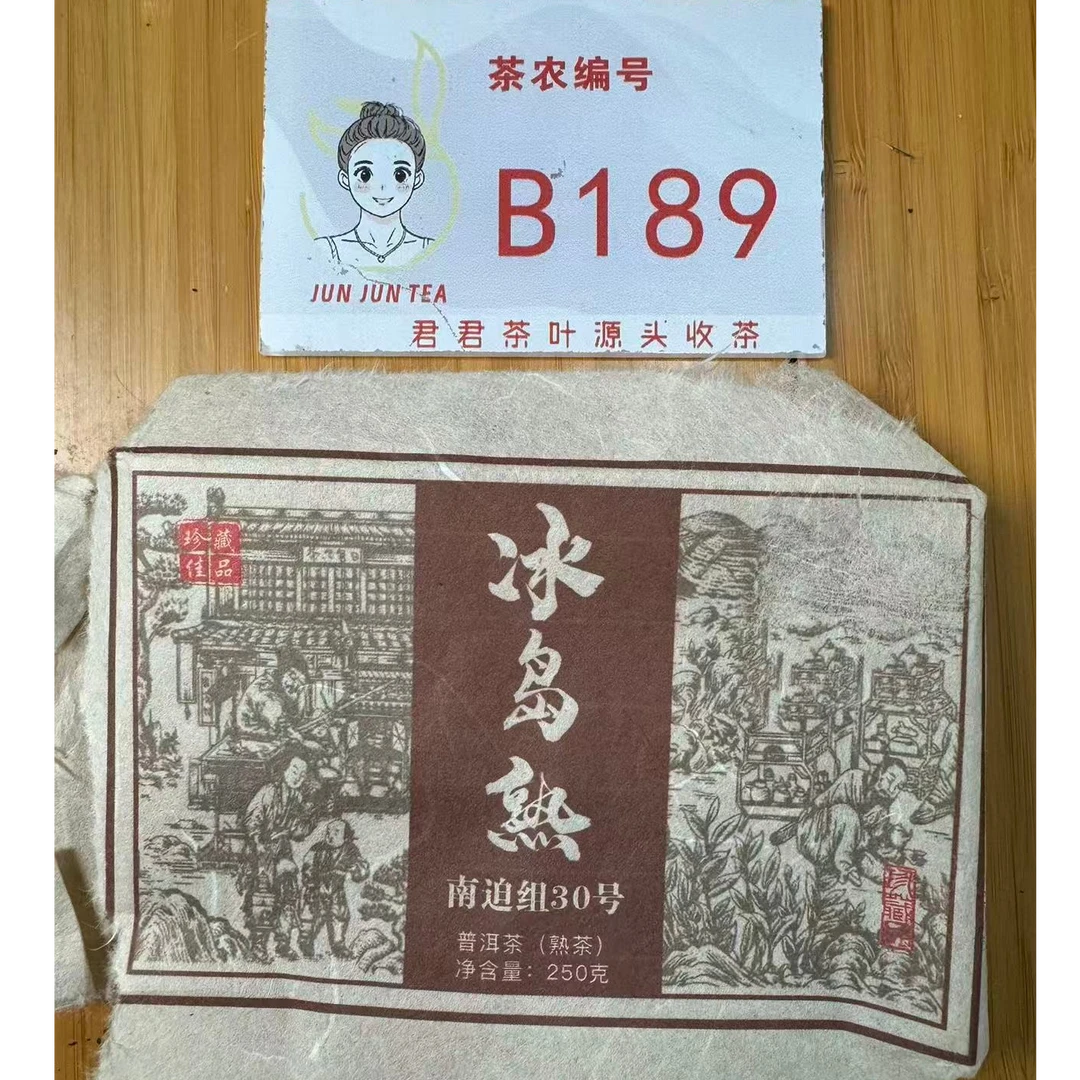 茶农编号
B189
JUN JUN TEA
君君茶叶源头收茶
珍藏
佳品
冰岛熟
南迫组30号
普洱茶（熟茶）
净含量：250克